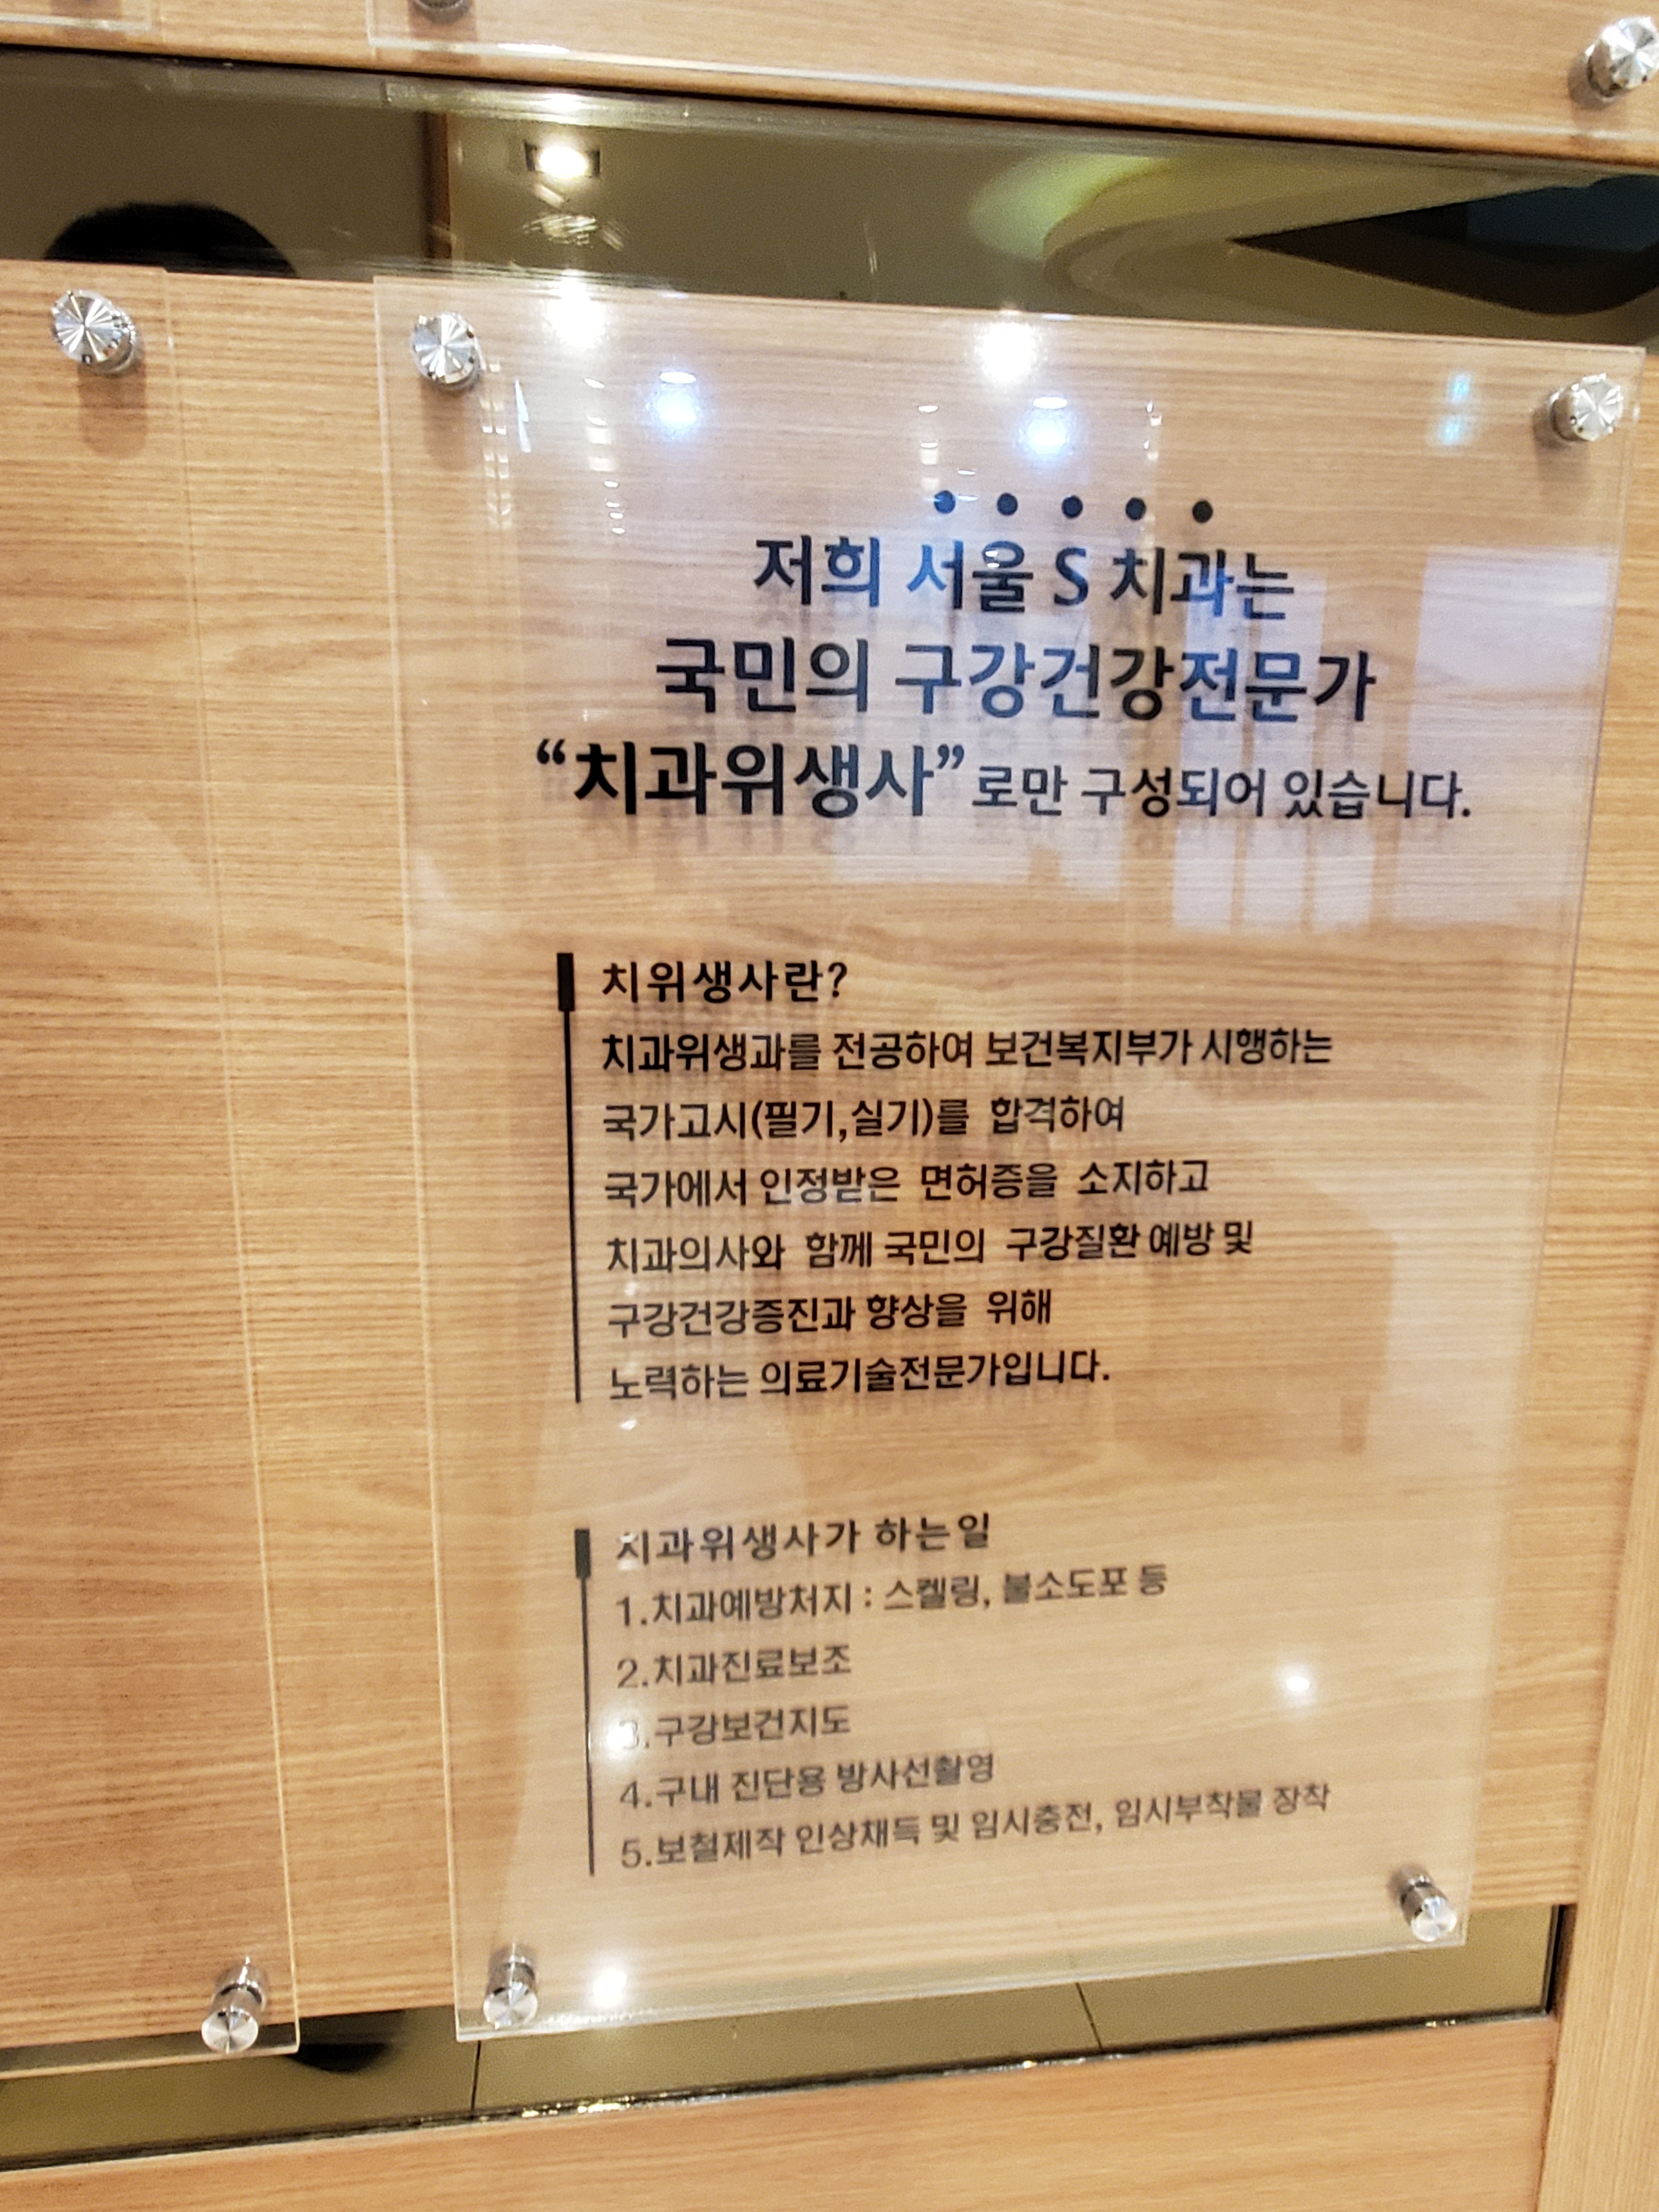 저희 서울 S 치과는
국민의 구강건강전문가
“치과위생사”로만 구성되어 있습니다.
치위생사란?
치과위생과를 전공하여 보건복지부가 시행하는
국가고시(필기,실기)를 합격하여
국가에서 인정받은 면허증을 소지하고
치과의사와 함께 국민의 구강질환 예방 및
구강건강증진과 향상을 위해
노력하는 의료기술전문가입니다.
치과위생사가 하는일
1.치과예방처지 : 스켈링, 불소도포 등
2.치과진료보조
3.구강보건지도
4.구내 진단용 방사선촬영
5.보철제작 인상채득 및 임시충전, 임시부착물 장착